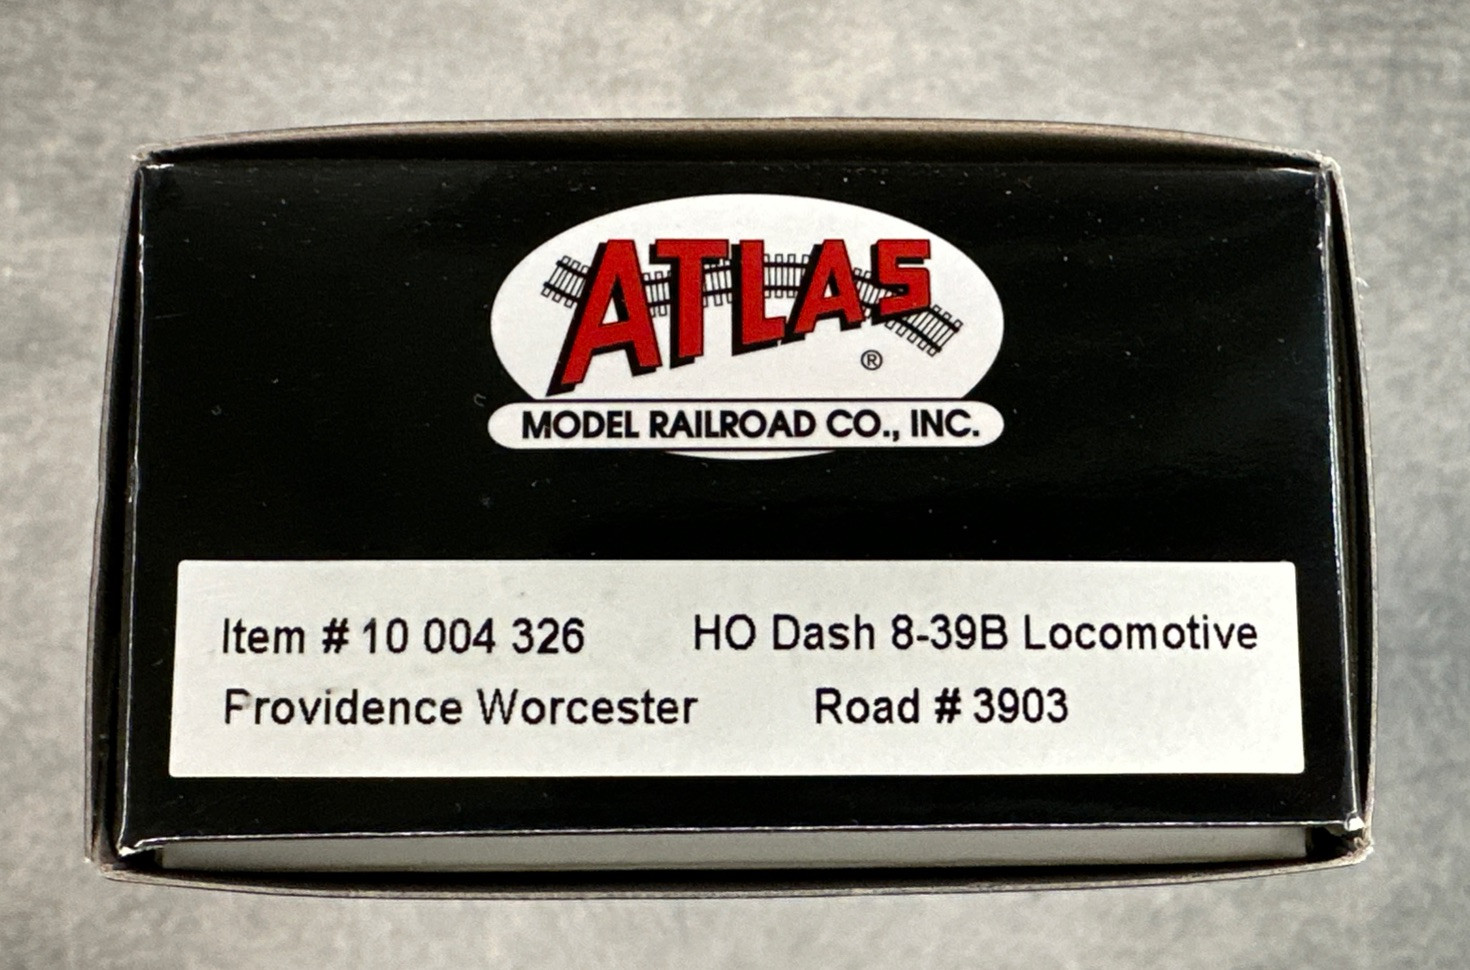 ATLAS
®
MODEL RAILROAD CO., INC.
Item # 10 004 326 HO Dash 8-39B Locomotive
Providence Worcester Road # 3903